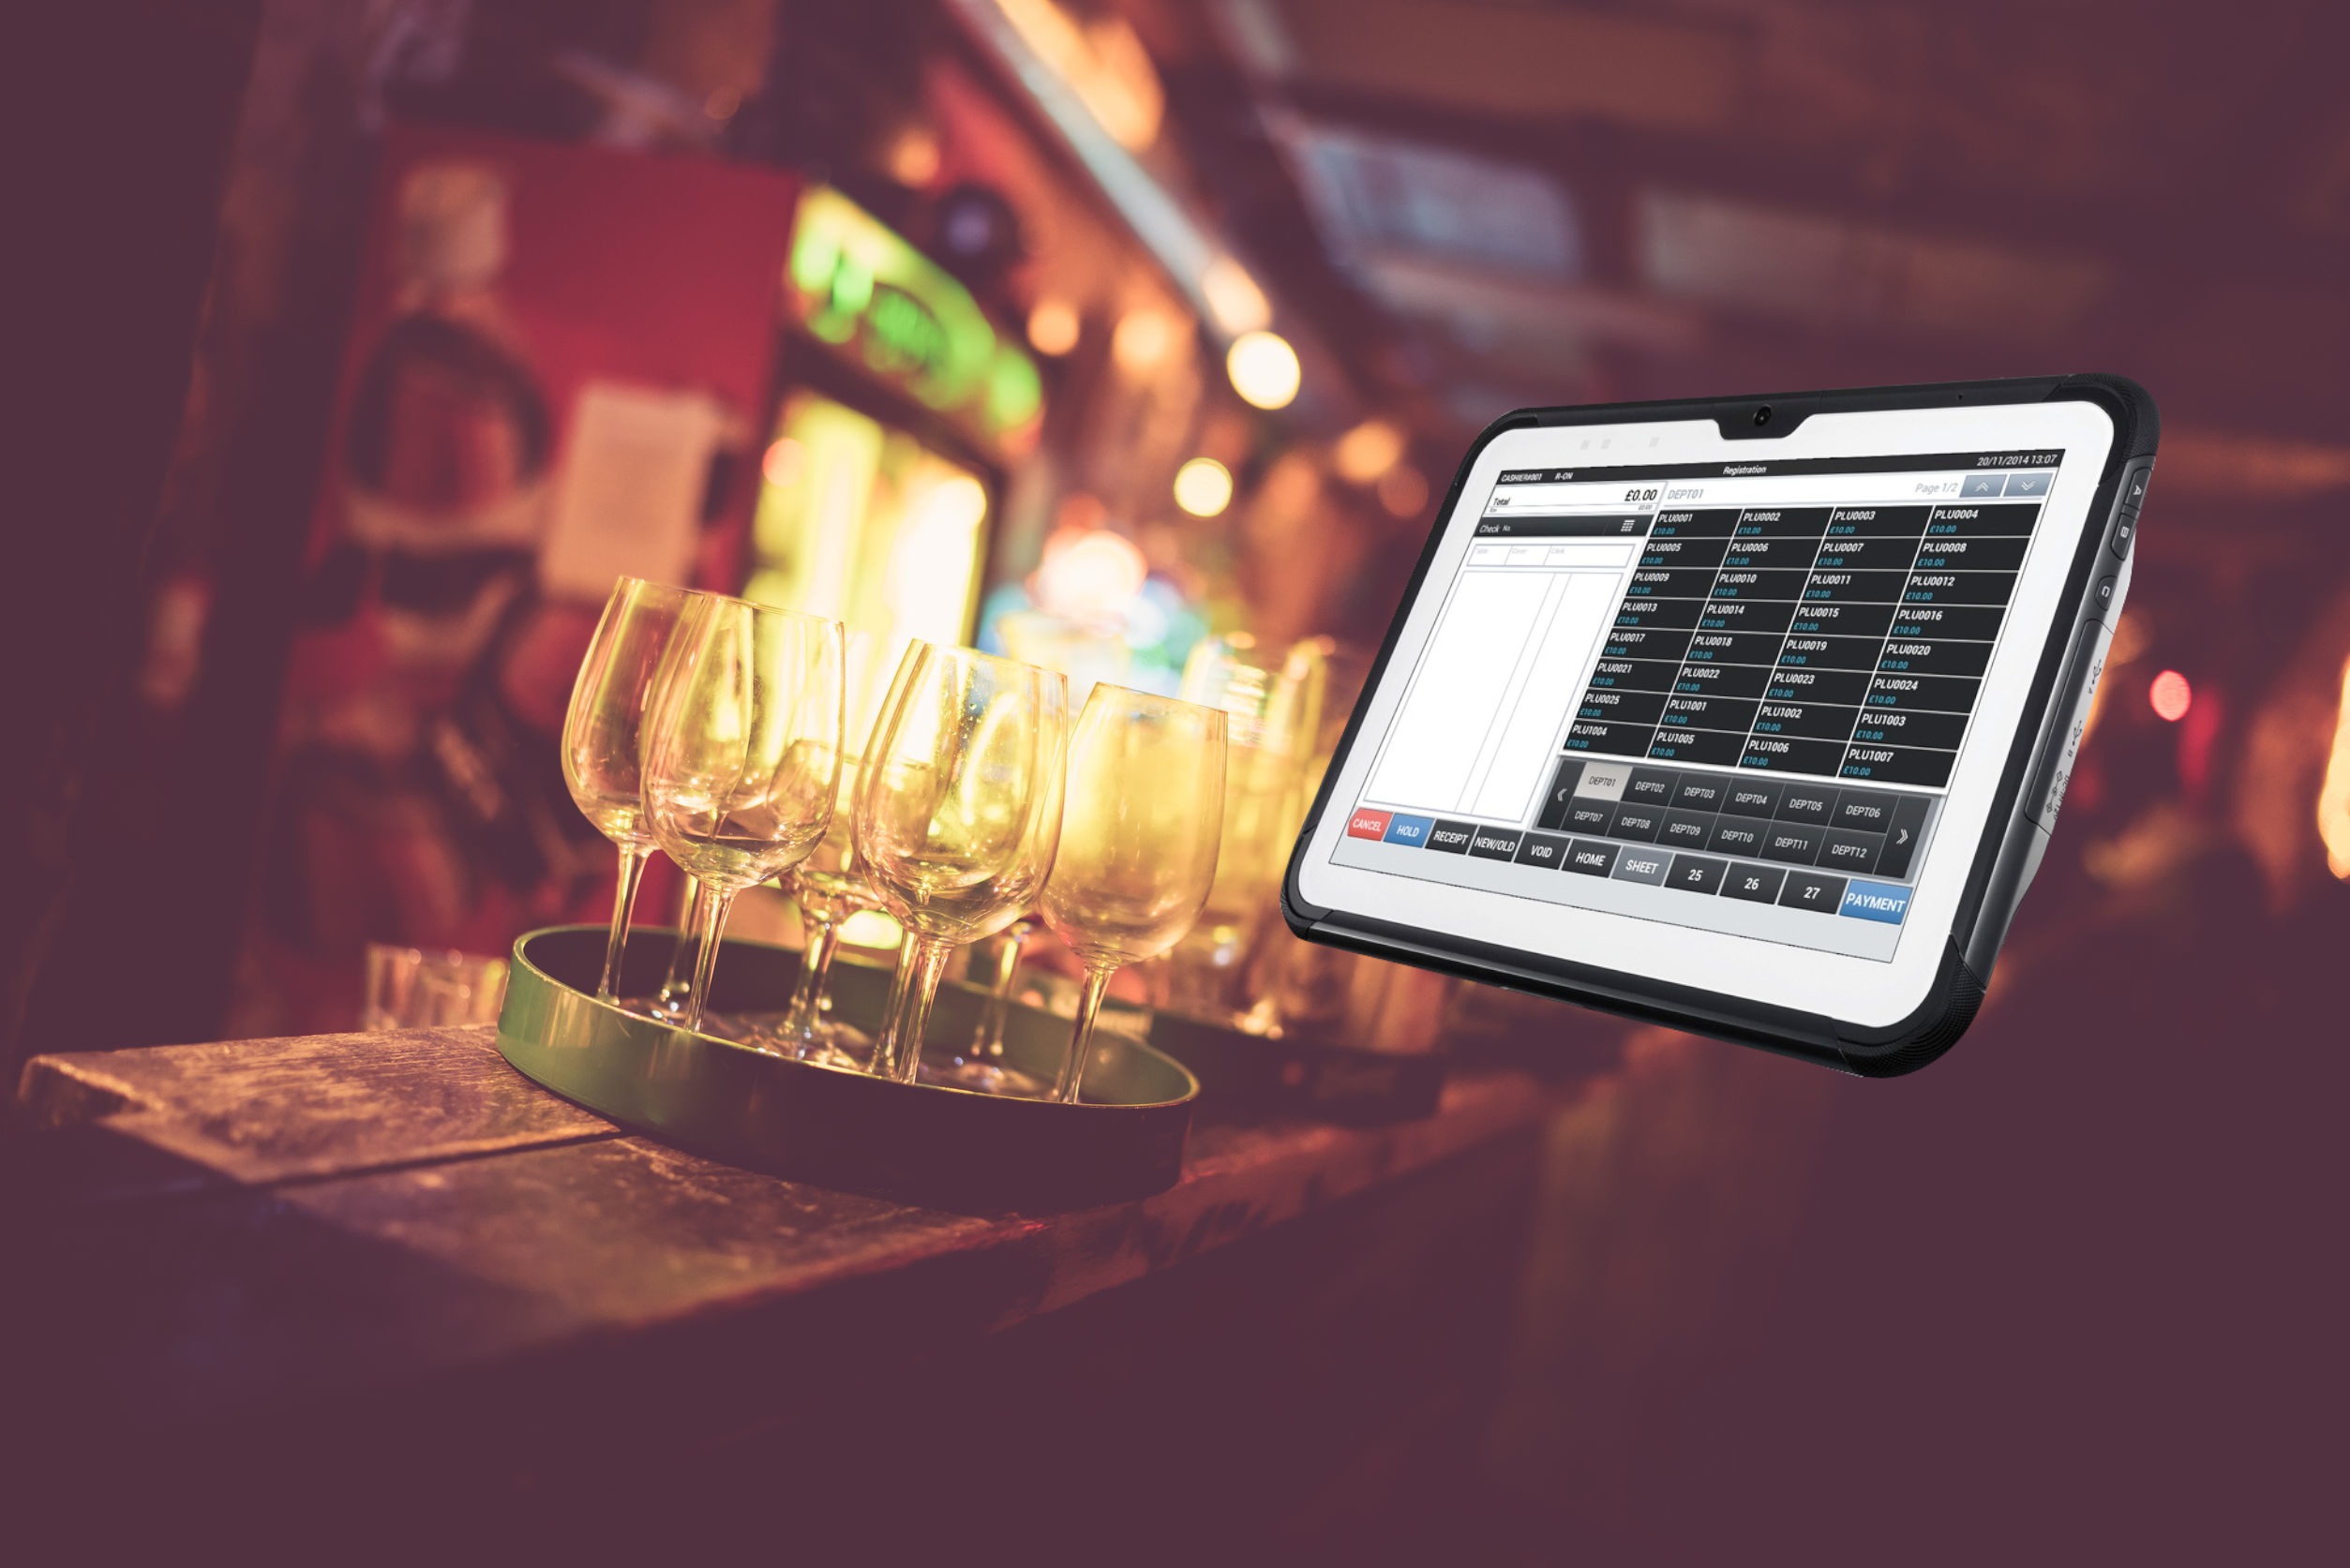 CASHIER#001 R-ON Registration 20/11/2014 13:07
Total £0.00 DEPT01 Page 1/2
£0.00
Check No.
Table Cover Clerk
PLU0001 PLU0002 PLU0003 PLU0004
£10.00 £10.00 £10.00 £10.00
PLU0005 PLU0006 PLU0007 PLU0008
£10.00 £10.00 £10.00 £10.00
PLU0009 PLU0010 PLU0011 PLU0012
£10.00 £10.00 £10.00 £10.00
PLU0013 PLU0014 PLU0015 PLU0016
£10.00 £10.00 £10.00 £10.00
PLU0017 PLU0018 PLU0019 PLU0020
£10.00 £10.00 £10.00 £10.00
PLU0021 PLU0022 PLU0023 PLU0024
£10.00 £10.00 £10.00 £10.00
PLU0025 PLU1001 PLU1002 PLU1003
£10.00 £10.00 £10.00 £10.00
PLU1004 PLU1005 PLU1006 PLU1007
£10.00 £10.00 £10.00 £10.00
DEPT01 DEPT02 DEPT03 DEPT04 DEPT05 DEPT06
DEPT07 DEPT08 DEPT09 DEPT10 DEPT11 DEPT12
CANCEL HOLD RECEIPT NEW/OLD VOID HOME SHEET 25 26 27 PAYMENT
A
B
C